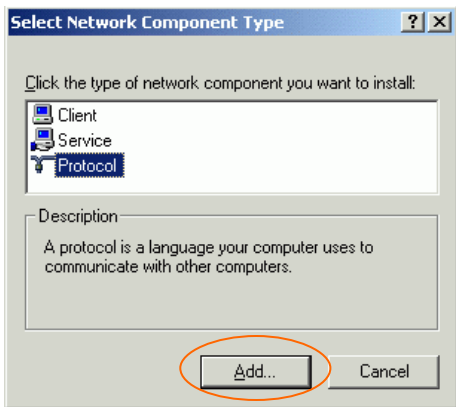 Select Network Component Type
Click the type of network component you want to install:
Client
Service
Protocol
Description
A protocol is a language your computer uses to
communicate with other computers.
Add...
Cancel